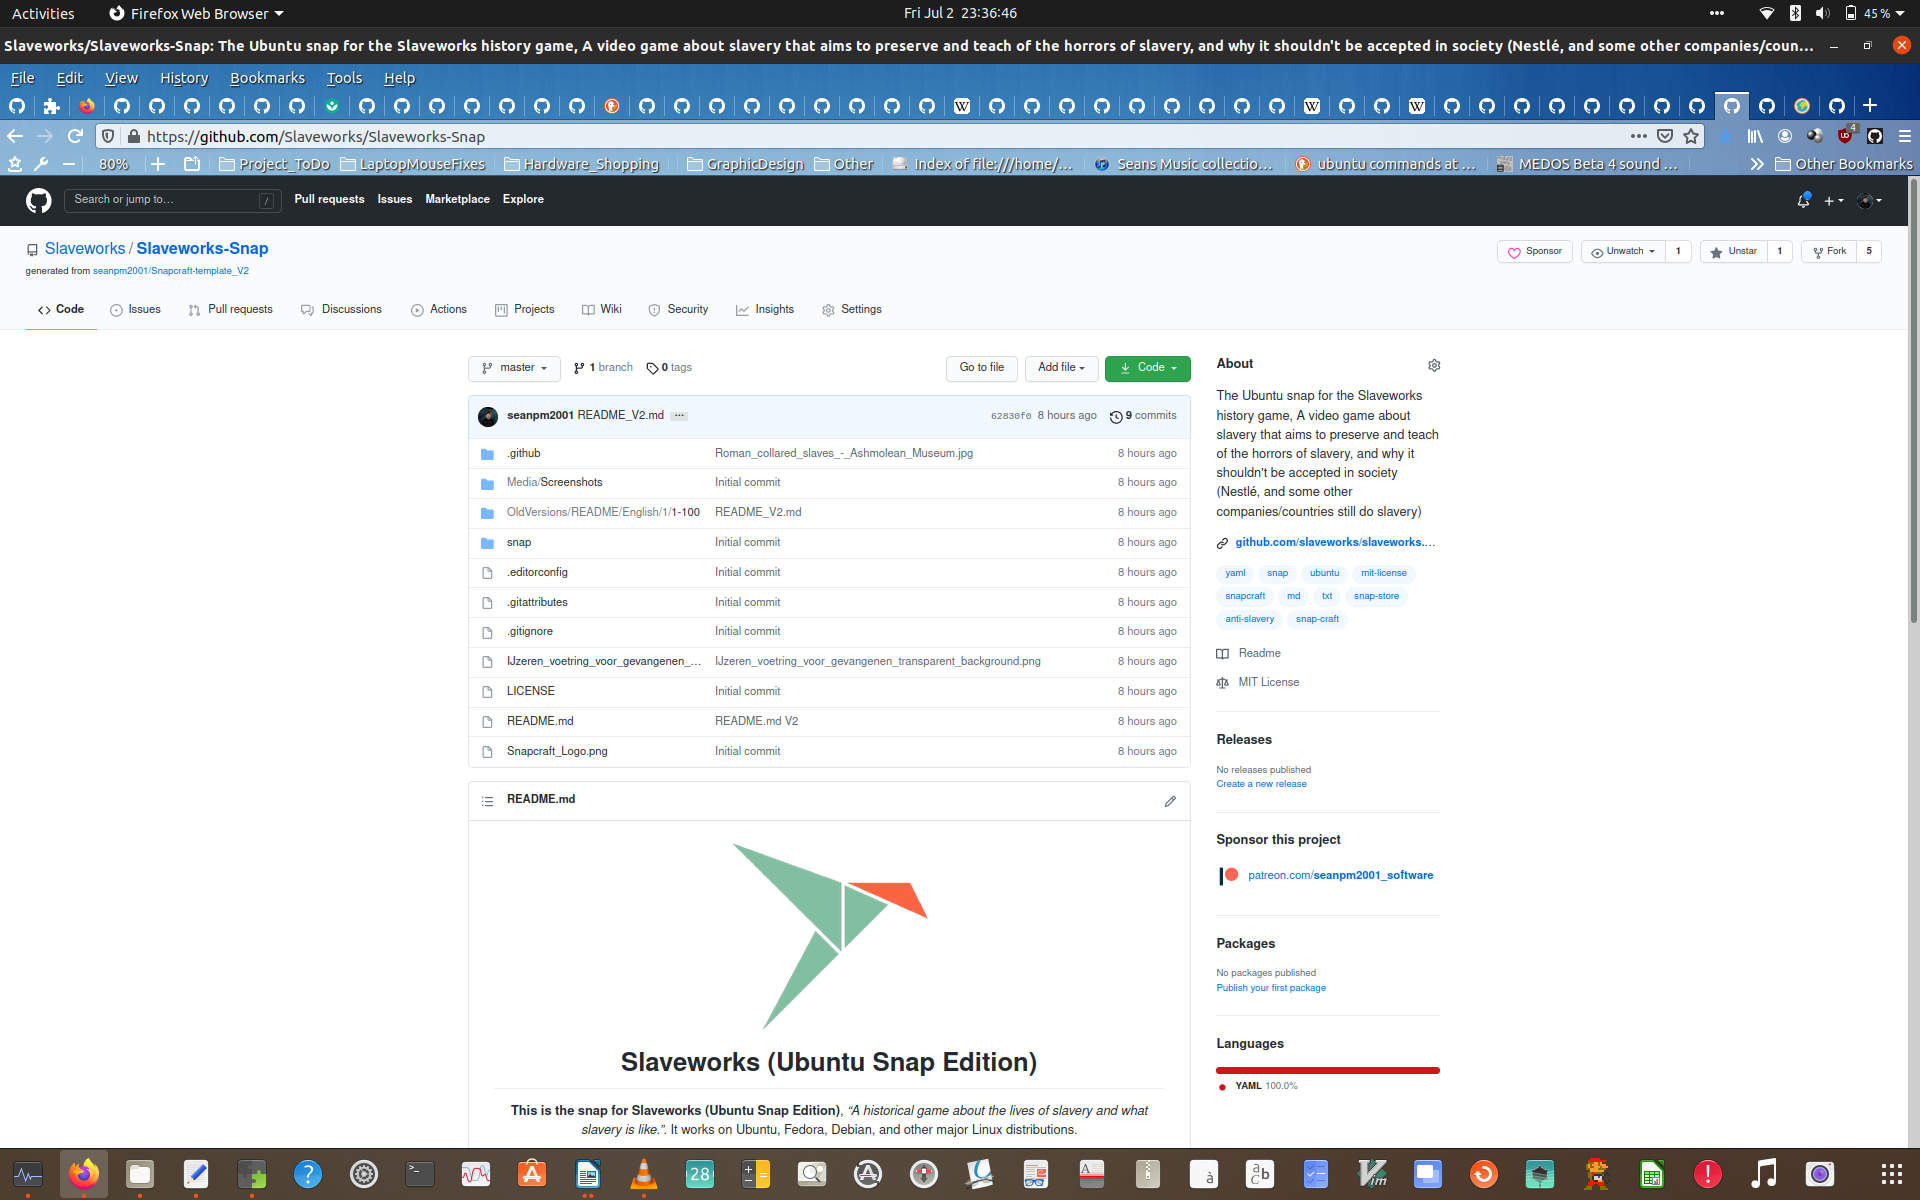 Activities
Firefox Web Browser
Fri Jul 2 23:36:46
45 %
Slaveworks/Slaveworks-Snap: The Ubuntu snap for the Slaveworks history game, A video game about slavery that aims to preserve and teach of the horrors of slavery, and why it shouldn't be accepted in society (Nestlé, and some other companies/coun...
File Edit View History Bookmarks Tools Help
https://github.com/Slaveworks/Slaveworks-Snap
4
80%
Project_ToDo
LaptopMouseFixes
Hardware_Shopping
GraphicDesign
Other
Index of file:///home/...
Seans Music collectio...
ubuntu commands at ...
MEDOS Beta 4 sound ...
Other Bookmarks
Search or jump to...
/
Pull requests Issues Marketplace Explore
Slaveworks / Slaveworks-Snap
generated from seanpm2001/Snapcraft-template_V2
Sponsor
Unwatch 1
Unstar 1
Fork 5
Code
Issues
Pull requests
Discussions
Actions
Projects
Wiki
Security
Insights
Settings
master
1 branch
0 tags
Go to file
Add file
Code
seanpm2001 README_V2.md ...
62830f0 8 hours ago
9 commits
.github Roman_collared_slaves_-_Ashmolean_Museum.jpg 8 hours ago
Media/Screenshots Initial commit 8 hours ago
OldVersions/README/English/1/1-100 README_V2.md 8 hours ago
snap Initial commit 8 hours ago
.editorconfig Initial commit 8 hours ago
.gitattributes Initial commit 8 hours ago
.gitignore Initial commit 8 hours ago
IJzeren_voetring_voor_gevangenen_... IJzeren_voetring_voor_gevangenen_transparent_background.png 8 hours ago
LICENSE Initial commit 8 hours ago
README.md README.md V2 8 hours ago
Snapcraft_Logo.png Initial commit 8 hours ago
README.md
Slaveworks (Ubuntu Snap Edition)
This is the snap for Slaveworks (Ubuntu Snap Edition), “A historical game about the lives of slavery and what
slavery is like.”. It works on Ubuntu, Fedora, Debian, and other major Linux distributions.
About
The Ubuntu snap for the Slaveworks
history game, A video game about
slavery that aims to preserve and teach
of the horrors of slavery, and why it
shouldn't be accepted in society
(Nestlé, and some other
companies/countries still do slavery)
github.com/slaveworks/slaveworks....
yaml snap ubuntu mit-license
snapcraft md txt snap-store
anti-slavery snap-craft
Readme
MIT License
Releases
No releases published
Create a new release
Sponsor this project
patreon.com/seanpm2001_software
Packages
No packages published
Publish your first package
Languages
YAML 100.0%
28